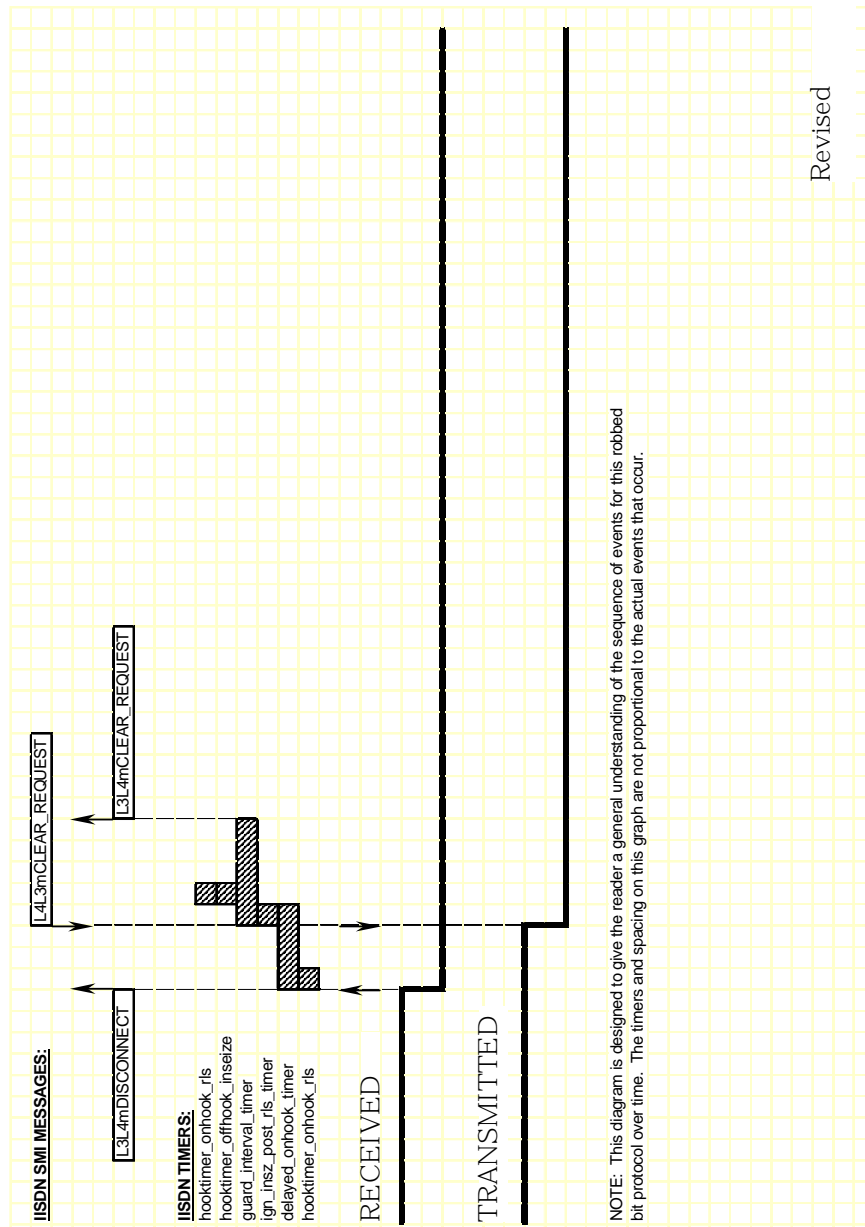 IISDN SMI MESSAGES:
L4L3mCLEAR_REQUEST
L3L4mDISCONNECT
L3L4mCLEAR_REQUEST
IISDN TIMERS:
hooktimer_onhook_rls
hooktimer_offhook_inseize
guard_interval_timer
ign_insz_post_rls_timer
delayed_onhook_timer
hooktimer_onhook_rls
RECEIVED
TRANSMITTED
NOTE: This diagram is designed to give the reader a general understanding of the sequence of events for this robbed
bit protocol over time. The timers and spacing on this graph are not proportional to the actual events that occur.
Revised